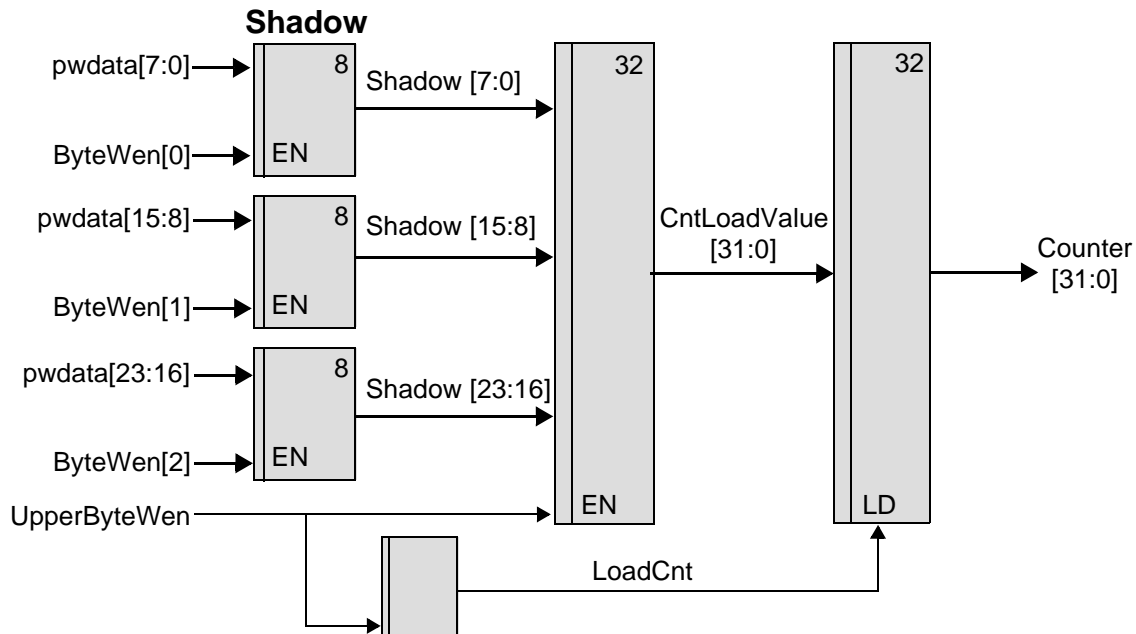 Shadow
pwdata[7:0]
8
Shadow [7:0]
32
32
ByteWen[0]
EN
pwdata[15:8]
8
Shadow [15:8]
CntLoadValue
[31:0]
Counter
[31:0]
ByteWen[1]
EN
pwdata[23:16]
8
Shadow [23:16]
ByteWen[2]
EN
UpperByteWen
EN
LD
LoadCnt